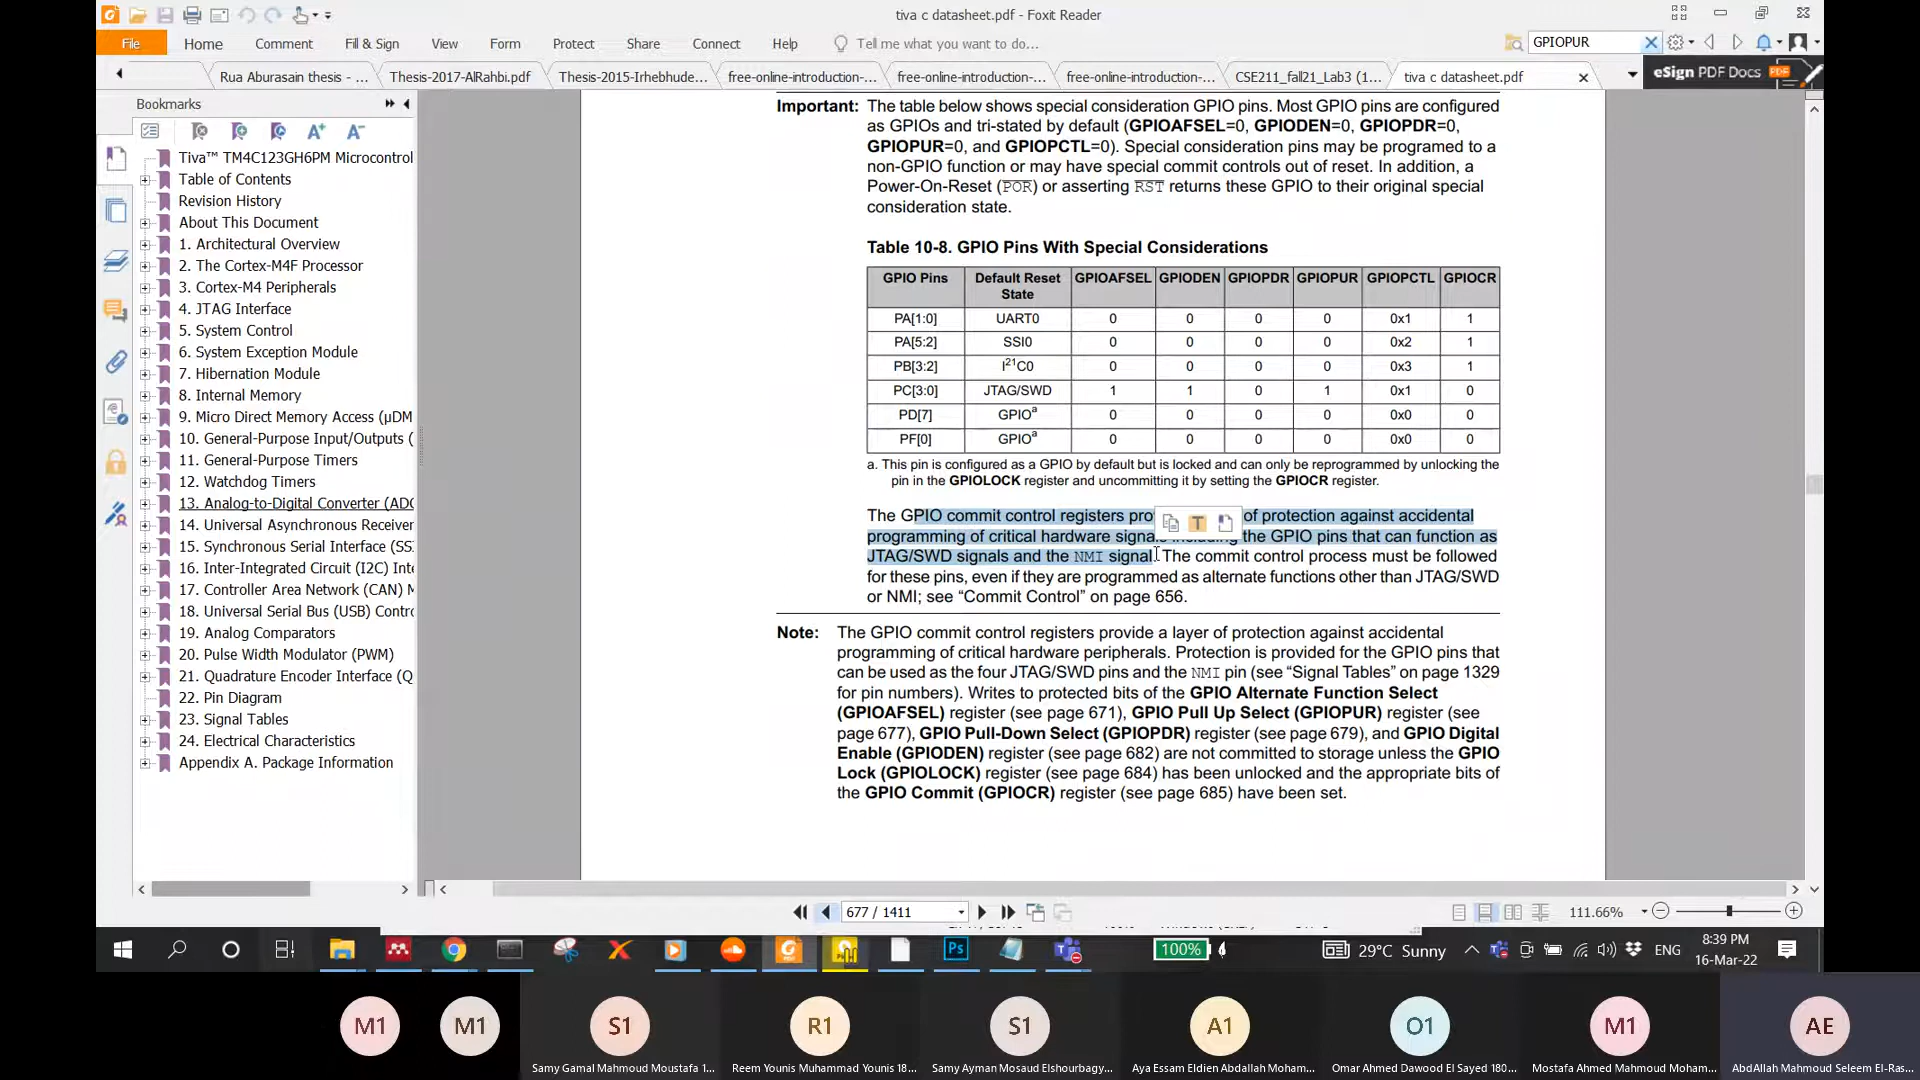 tiva c datasheet.pdf - Foxit Reader
File
Home
Comment
Fill & Sign
View
Form
Protect
Share
Connect
Help
Tell me what you want to do...
GPIOPUR
Rua Aburasain thesis - ...
Thesis-2017-AlRahbi.pdf
Thesis-2015-Irhebhude...
free-online-introduction-...
free-online-introduction-...
free-online-introduction-...
CSE211_fall21_Lab3 (1...
tiva c datasheet.pdf
eSign PDF Docs
Bookmarks
Tiva™ TM4C123GH6PM Microcontrol
Table of Contents
Revision History
About This Document
1. Architectural Overview
2. The Cortex-M4F Processor
3. Cortex-M4 Peripherals
4. JTAG Interface
5. System Control
6. System Exception Module
7. Hibernation Module
8. Internal Memory
9. Micro Direct Memory Access (µDM
10. General-Purpose Input/Outputs (
11. General-Purpose Timers
12. Watchdog Timers
13. Analog-to-Digital Converter (ADC
14. Universal Asynchronous Receiver
15. Synchronous Serial Interface (SS
16. Inter-Integrated Circuit (I2C) Inte
17. Controller Area Network (CAN) M
18. Universal Serial Bus (USB) Contro
19. Analog Comparators
20. Pulse Width Modulator (PWM)
21. Quadrature Encoder Interface (Q
22. Pin Diagram
23. Signal Tables
24. Electrical Characteristics
Appendix A. Package Information
Important: The table below shows special consideration GPIO pins. Most GPIO pins are configured
as GPIOs and tri-stated by default (GPIOAFSEL=0, GPIODEN=0, GPIOPDR=0,
GPIOPUR=0, and GPIOPCTL=0). Special consideration pins may be programed to a
non-GPIO function or may have special commit controls out of reset. In addition, a
Power-On-Reset (POR) or asserting RST returns these GPIO to their original special
consideration state.
Table 10-8. GPIO Pins With Special Considerations
GPIO Pins Default Reset State GPIOAFSEL GPIODEN GPIOPDR GPIOPUR GPIOPCTL GPIOCR
PA[1:0] UART0 0 0 0 0 0x1 1
PA[5:2] SSI0 0 0 0 0 0x2 1
PB[3:2] I21C0 0 0 0 0 0x3 1
PC[3:0] JTAG/SWD 1 1 0 1 0x1 0
PD[7] GPIOa 0 0 0 0 0x0 0
PF[0] GPIOa 0 0 0 0 0x0 0
a. This pin is configured as a GPIO by default but is locked and can only be reprogrammed by unlocking the
pin in the GPIOLOCK register and uncommitting it by setting the GPIOCR register.
The GPIO commit control registers pro of protection against accidental
programming of critical hardware signals including the GPIO pins that can function as
JTAG/SWD signals and the NMI signal. The commit control process must be followed
for these pins, even if they are programmed as alternate functions other than JTAG/SWD
or NMI; see “Commit Control” on page 656.
Note: The GPIO commit control registers provide a layer of protection against accidental
programming of critical hardware peripherals. Protection is provided for the GPIO pins that
can be used as the four JTAG/SWD pins and the NMI pin (see “Signal Tables” on page 1329
for pin numbers). Writes to protected bits of the GPIO Alternate Function Select
(GPIOAFSEL) register (see page 671), GPIO Pull Up Select (GPIOPUR) register (see
page 677), GPIO Pull-Down Select (GPIOPDR) register (see page 679), and GPIO Digital
Enable (GPIODEN) register (see page 682) are not committed to storage unless the GPIO
Lock (GPIOLOCK) register (see page 684) has been unlocked and the appropriate bits of
the GPIO Commit (GPIOCR) register (see page 685) have been set.
677 / 1411
111.66%
100%
29°C Sunny
ENG
8:39 PM
16-Mar-22
M1
M1
S1
R1
S1
A1
O1
M1
AE
Samy Gamal Mahmoud Moustafa 1...
Reem Younis Muhammad Younis 18...
Samy Ayman Mosaud Elshourbagy...
Aya Essam Eldien Abdallah Moham...
Omar Ahmed Dawood El Sayed 180...
Mostafa Ahmed Mahmoud Moham...
AbdAllah Mahmoud Seleem El-Ras...